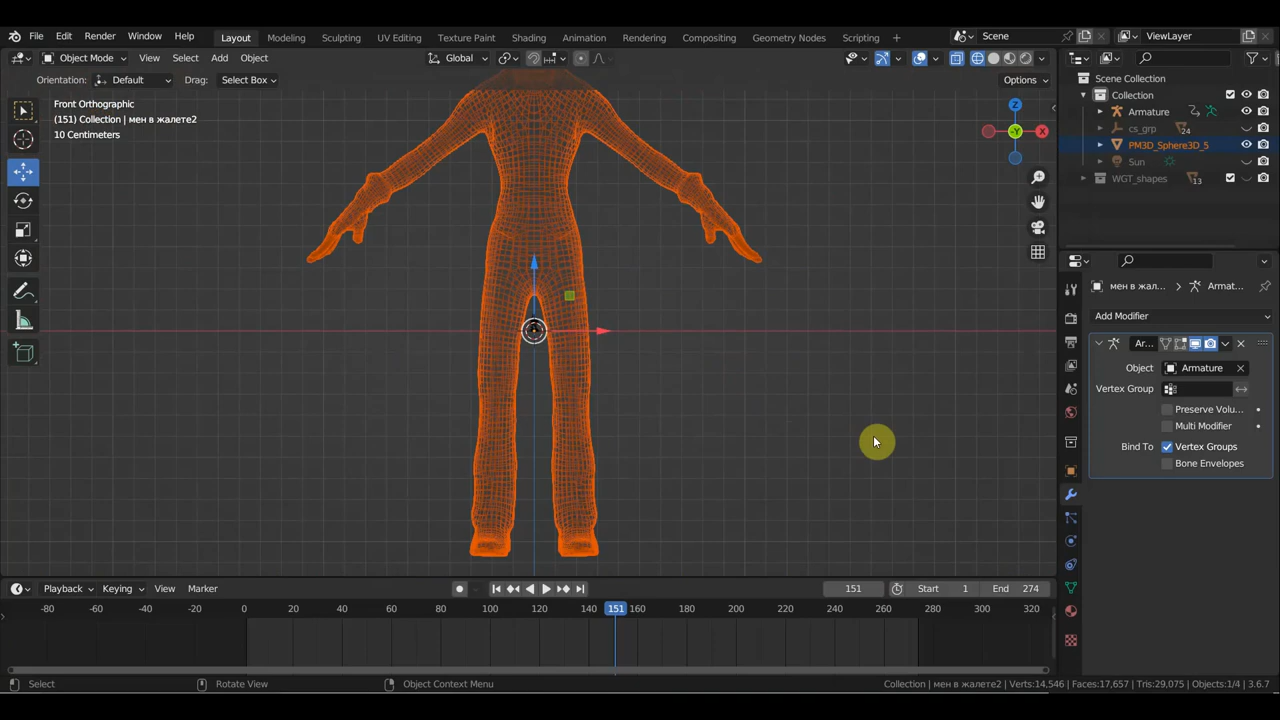 File Edit Render Window Help Layout Modeling Sculpting UV Editing Texture Paint Shading Animation Rendering Compositing Geometry Nodes Scripting + Scene ViewLayer
Object Mode View Select Add Object Global Options
Orientation: Default Drag: Select Box
Front Orthographic
(151) Collection | мен в жалете2
10 Centimeters
Z
X
-Y
Scene Collection
Collection
Armature
cs_grp 24
PM3D_Sphere3D_5
Sun
WGT_shapes 13
мен в жал... Armat...
Add Modifier
Ar...
Object Armature
Vertex Group
Preserve Volu...
Multi Modifier
Bind To Vertex Groups
Bone Envelopes
Playback Keying View Marker 151 Start 1 End 274
-80 -60 -40 -20 0 20 40 60 80 100 120 140 151 160 180 200 220 240 260 280 300 320
Select Rotate View Object Context Menu Collection | мен в жалете2 | Verts:14,546 | Faces:17,657 | Tris:29,075 | Objects:1/4 | 3.6.7